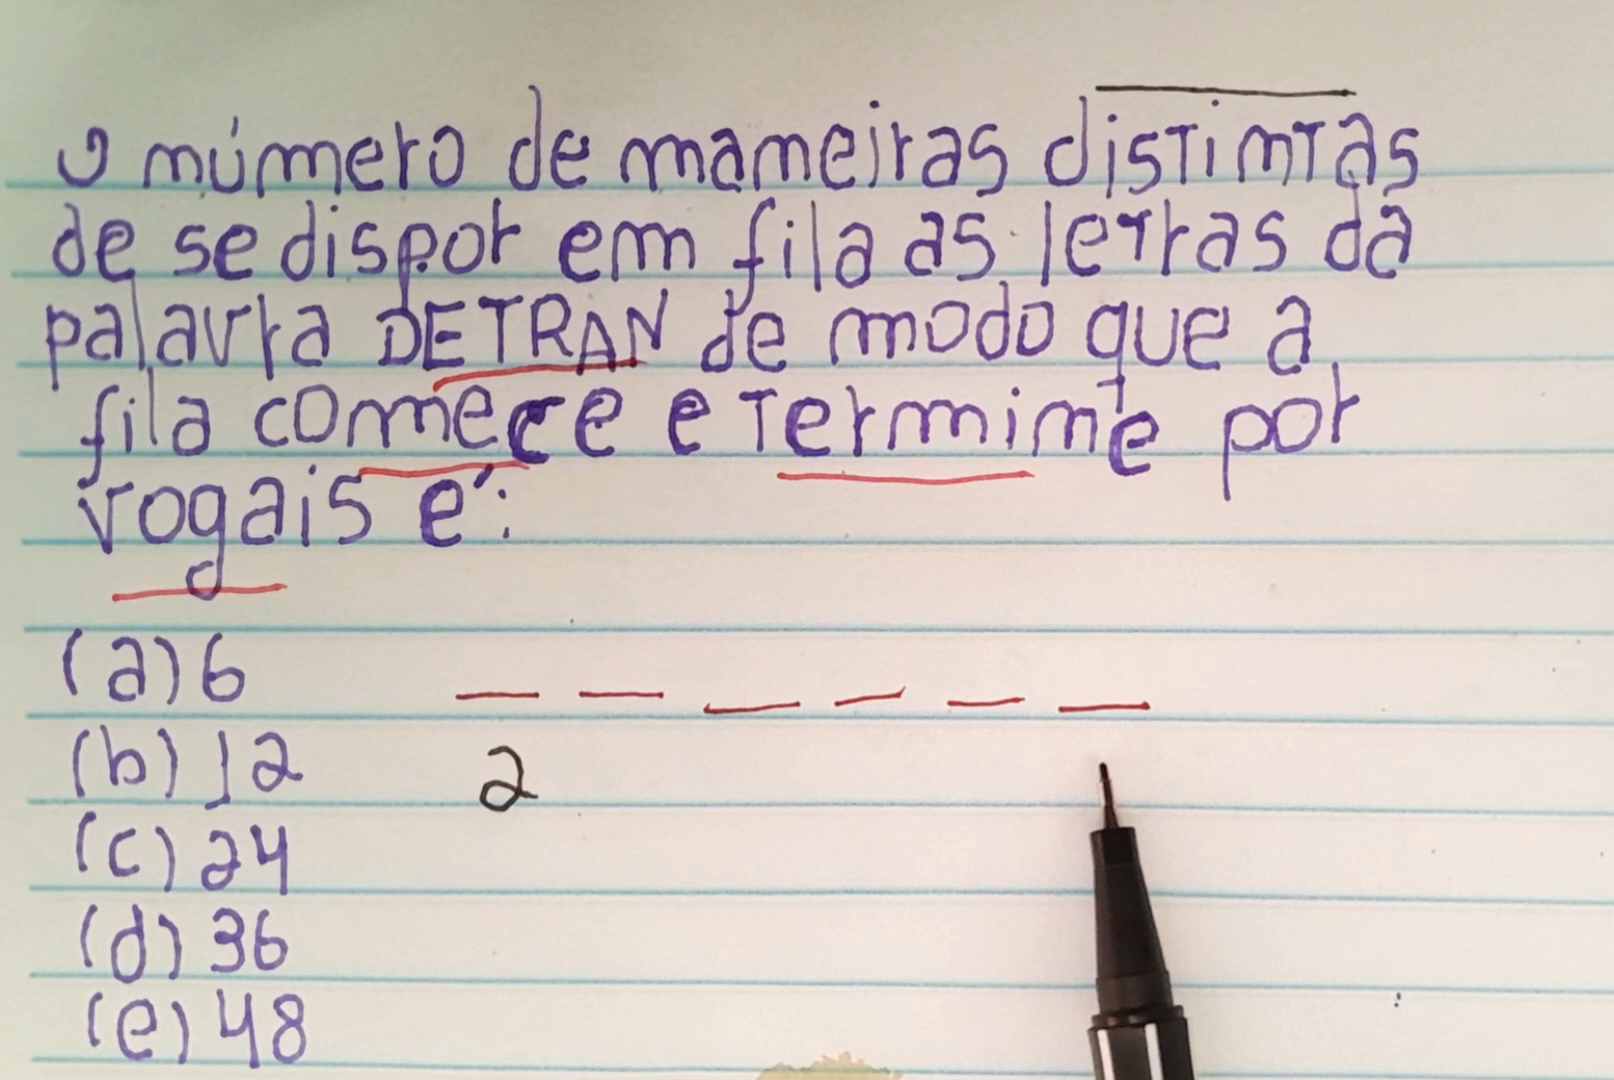 O número de maneiras distintas
de se dispor em fila as letras da
palavra DETRAN de modo que a
fila comece e termine por
vogais é:
(a) 6
(b) 12
2
(c) 24
(d) 36
(e) 48